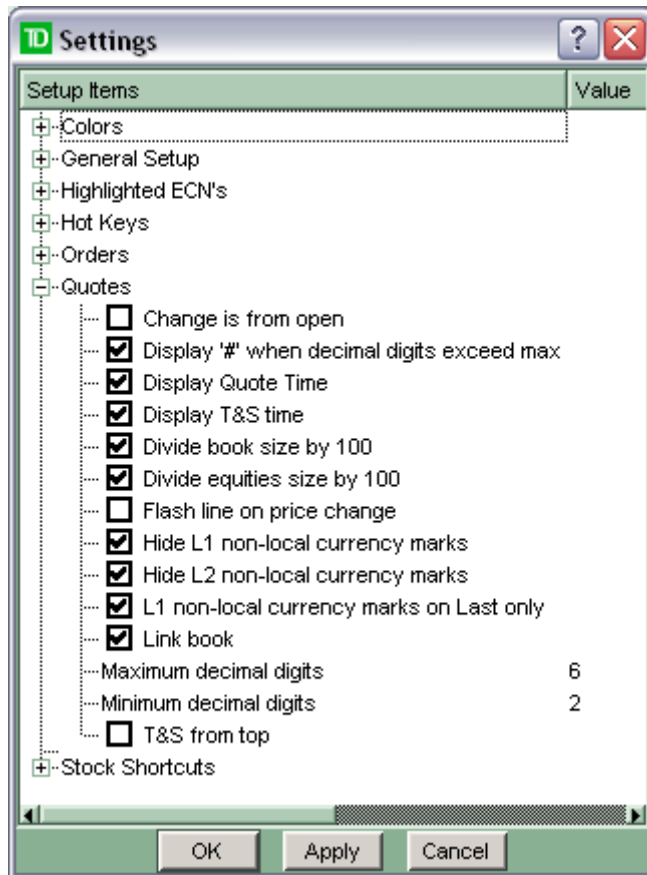 TD Settings ?
Setup Items Value
Colors
General Setup
Highlighted ECN's
Hot Keys
Orders
Quotes
Change is from open
Display '#' when decimal digits exceed max
Display Quote Time
Display T&S time
Divide book size by 100
Divide equities size by 100
Flash line on price change
Hide L1 non-local currency marks
Hide L2 non-local currency marks
L1 non-local currency marks on Last only
Link book
Maximum decimal digits 6
Minimum decimal digits 2
T&S from top
Stock Shortcuts
OK Apply Cancel